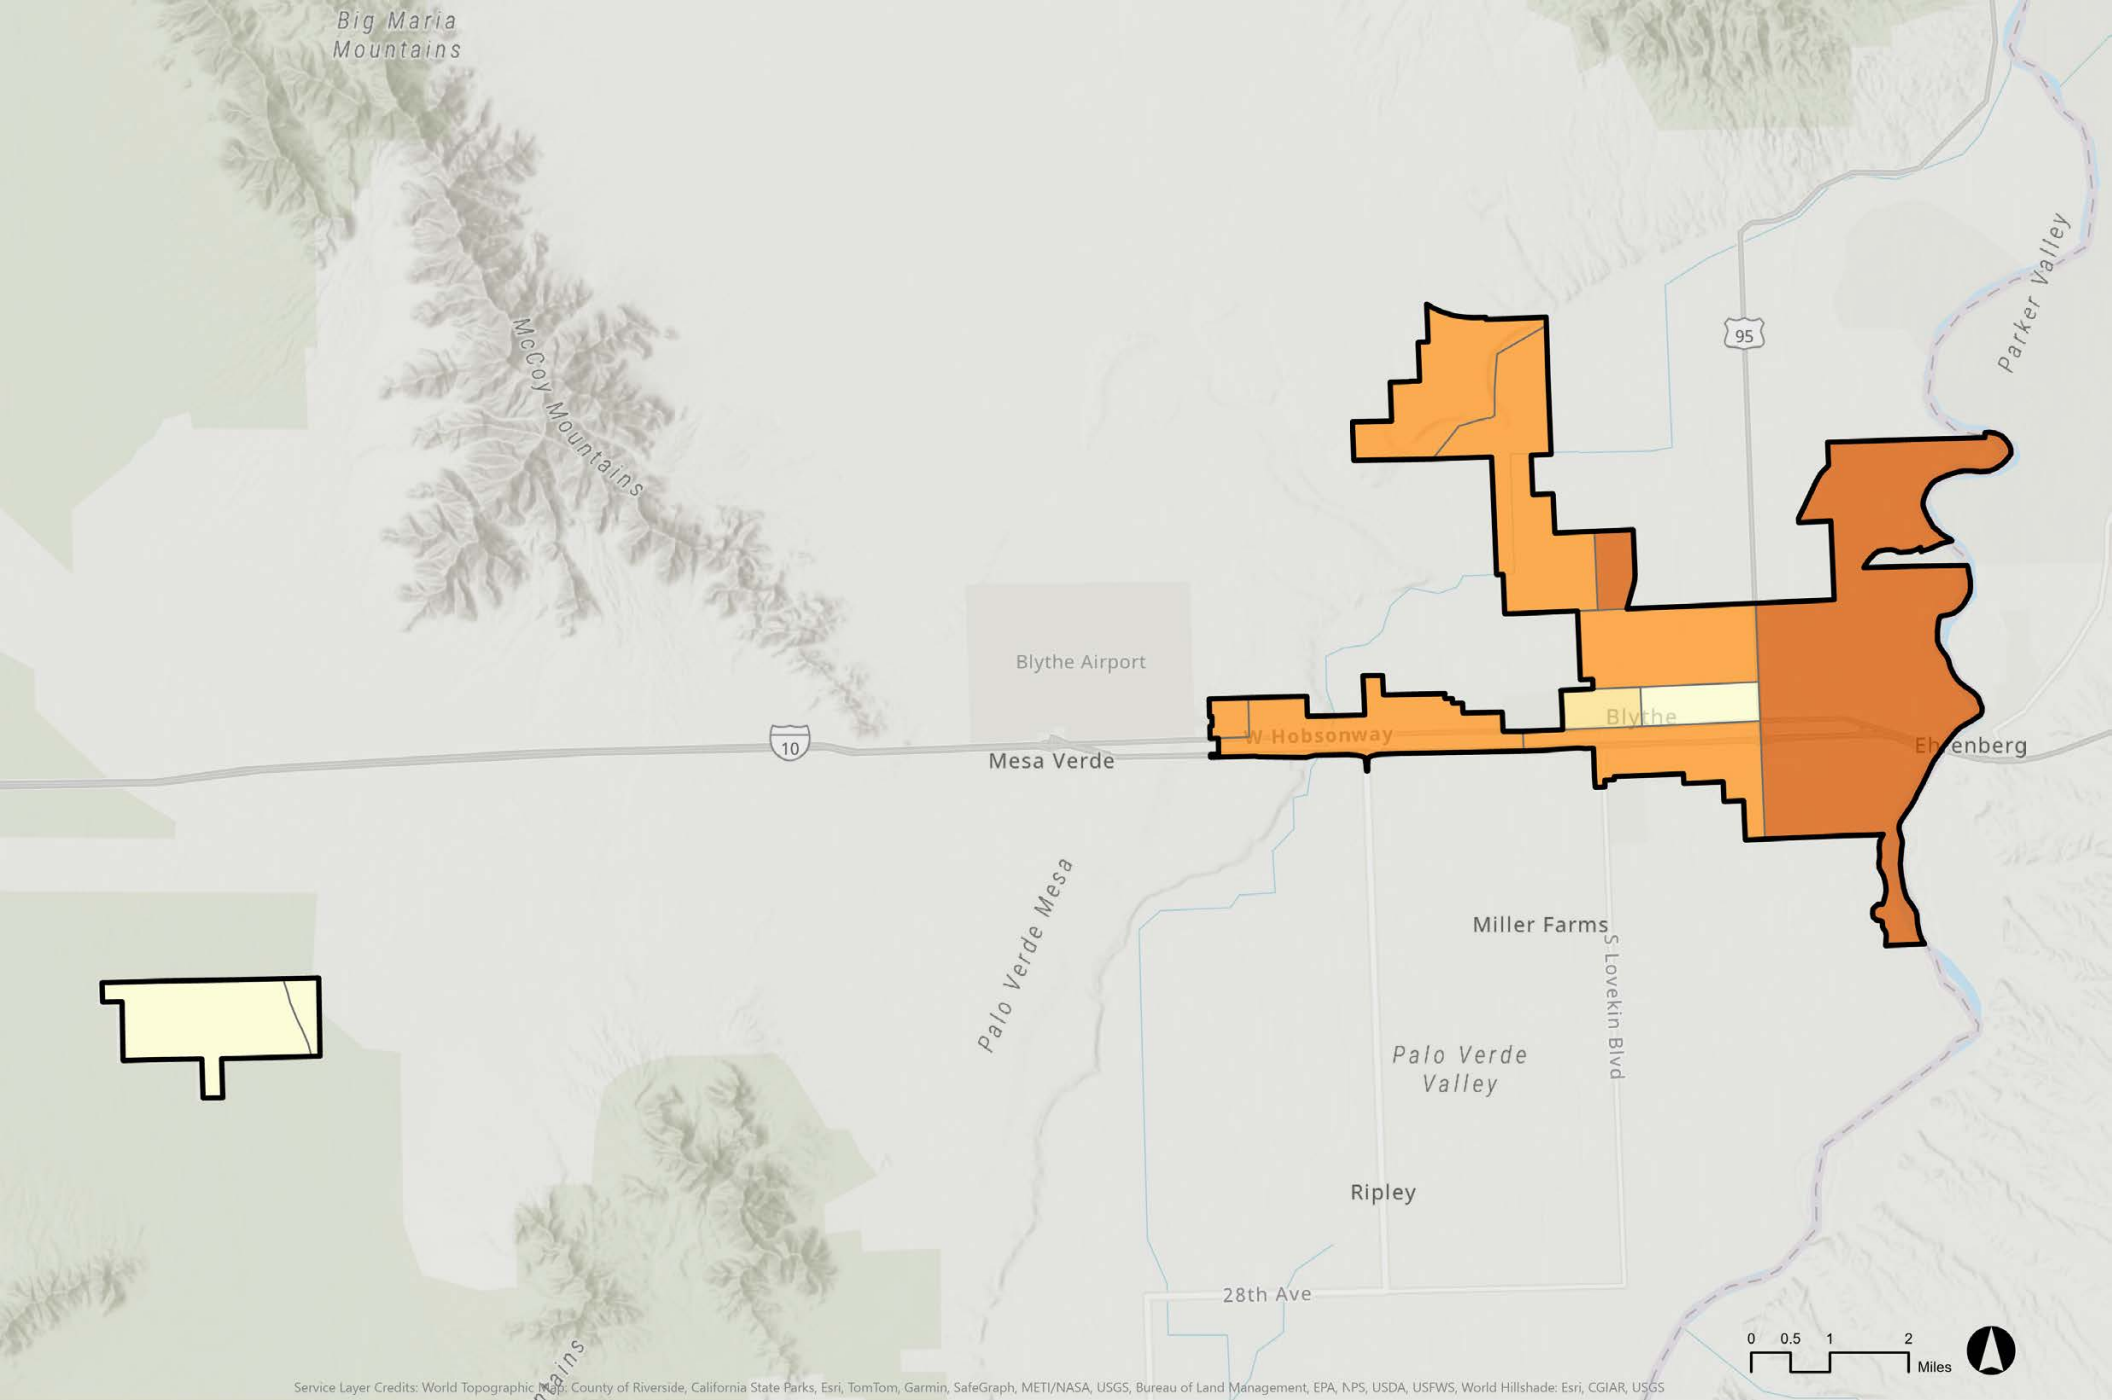 Big Maria
Mountains
McCoy Mountains
Parker Valley
95
Blythe Airport
10
Mesa Verde
W Hobsonway
Blythe
Ehrenberg
Palo Verde Mesa
Miller Farms
S Lovekin Blvd
Palo Verde
Valley
Ripley
28th Ave
0 0.5 1 2
Miles
Service Layer Credits: World Topographic Map: County of Riverside, California State Parks, Esri, TomTom, Garmin, SafeGraph, METI/NASA, USGS, Bureau of Land Management, EPA, NPS, USDA, USFWS, World Hillshade: Esri, CGIAR, USGS